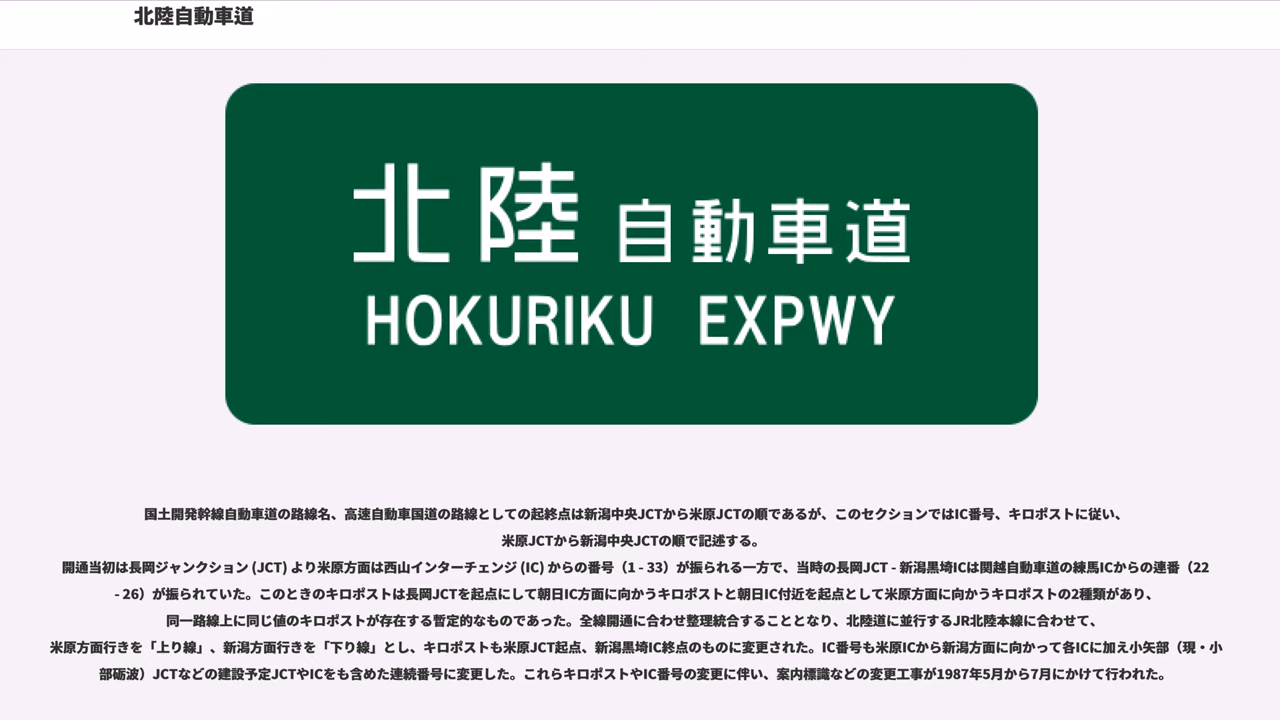 北陸自動車道
北陸 自動車道
HOKURIKU EXPWY
国土開発幹線自動車道の路線名、高速自動車国道の路線としての起終点は新潟中央JCTから米原JCTの順であるが、このセクションではIC番号、キロポストに従い、
米原JCTから新潟中央JCTの順で記述する。
開通当初は長岡ジャンクション (JCT) より米原方面は西山インターチェンジ (IC) からの番号（1 - 33）が振られる一方で、当時の長岡JCT - 新潟黒埼ICは関越自動車道の練馬ICからの連番（22
- 26）が振られていた。このときのキロポストは長岡JCTを起点にして朝日IC方面に向かうキロポストと朝日IC付近を起点として米原方面に向かうキロポストの2種類があり、
同一路線上に同じ値のキロポストが存在する暫定的なものであった。全線開通に合わせ整理統合することとなり、北陸道に並行するJR北陸本線に合わせて、
米原方面行きを「上り線」、新潟方面行きを「下り線」とし、キロポストも米原JCT起点、新潟黒埼IC終点のものに変更された。IC番号も米原ICから新潟方面に向かって各ICに加え小矢部（現・小
部砺波）JCTなどの建設予定JCTやICをも含めた連続番号に変更した。これらキロポストやIC番号の変更に伴い、案内標識などの変更工事が1987年5月から7月にかけて行われた。